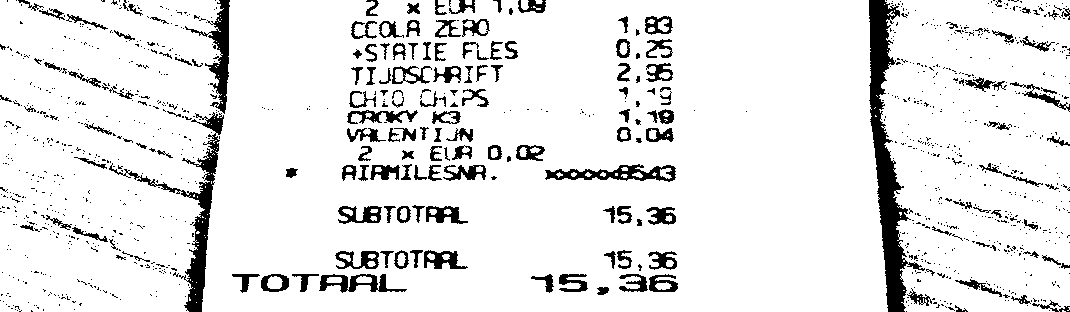 2 x EUR 1,09
CCOLA ZERO 1,83
+STATIE FLES 0,25
TIJDSCHRIFT 2,95
CHIO CHIPS 1,19
CROKY K3 1,19
VALENTIJN 0,04
2 x EUR 0,02
* AIRMILESNR. xxxxxx8543
SUBTOTAAL 15,36
SUBTOTAAL 15,36
TOTAAL 15,36